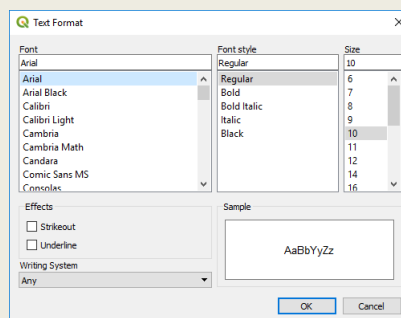 Text Format
Font
Font style
Size
Arial
Regular
10
Arial
Arial Black
Calibri
Calibri Light
Cambria
Cambria Math
Candara
Comic Sans MS
Consolas
Regular
Bold
Bold Italic
Italic
Black
6
7
8
9
10
11
12
14
16
Effects
Strikeout
Underline
Writing System
Any
Sample
AaBbYyZz
OK
Cancel